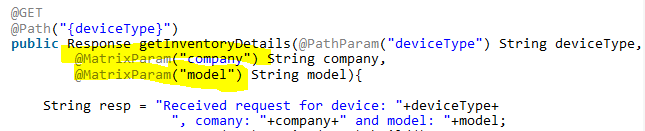 @GET
@Path("{deviceType}")
public Response getInventoryDetails(@PathParam("deviceType") String deviceType,
@MatrixParam("company") String company,
@MatrixParam("model") String model){
String resp = "Received request for device: "+deviceType+
", comany: "+company+" and model: "+model;